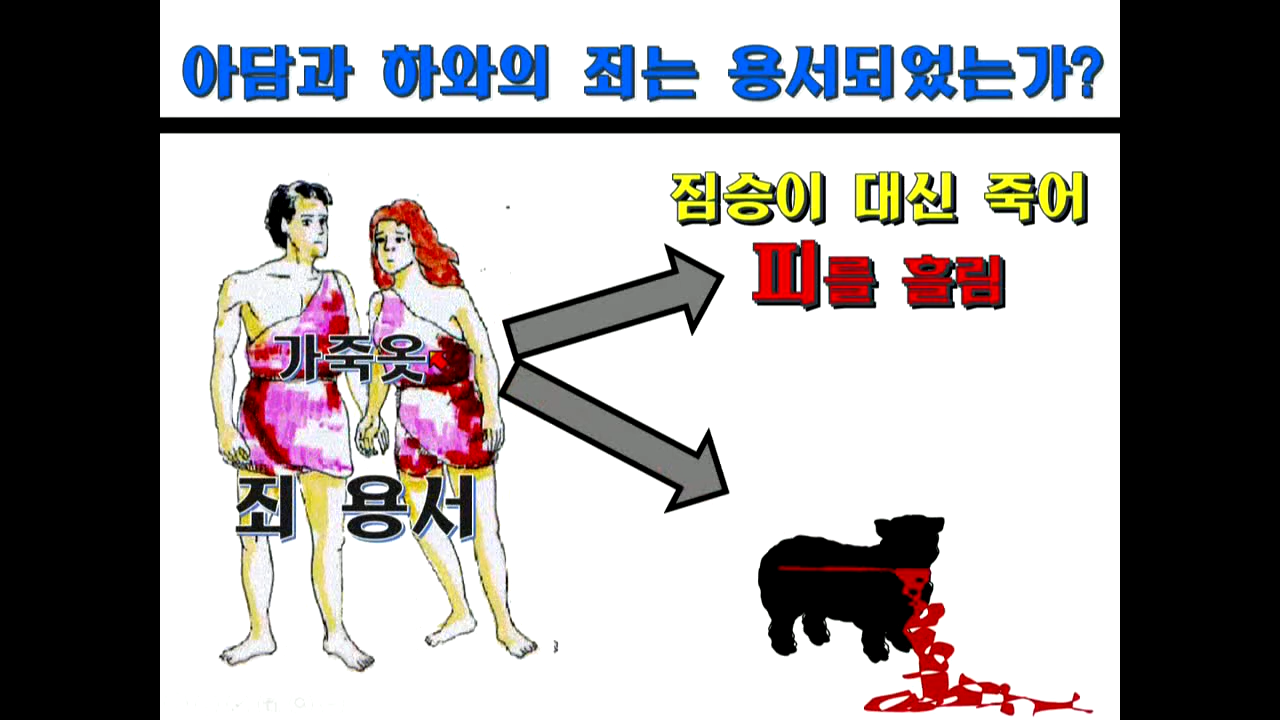 아담과 하와의 죄는 용서되었는가?
짐승이 대신 죽어
피를 흘림
가죽옷
죄 용서